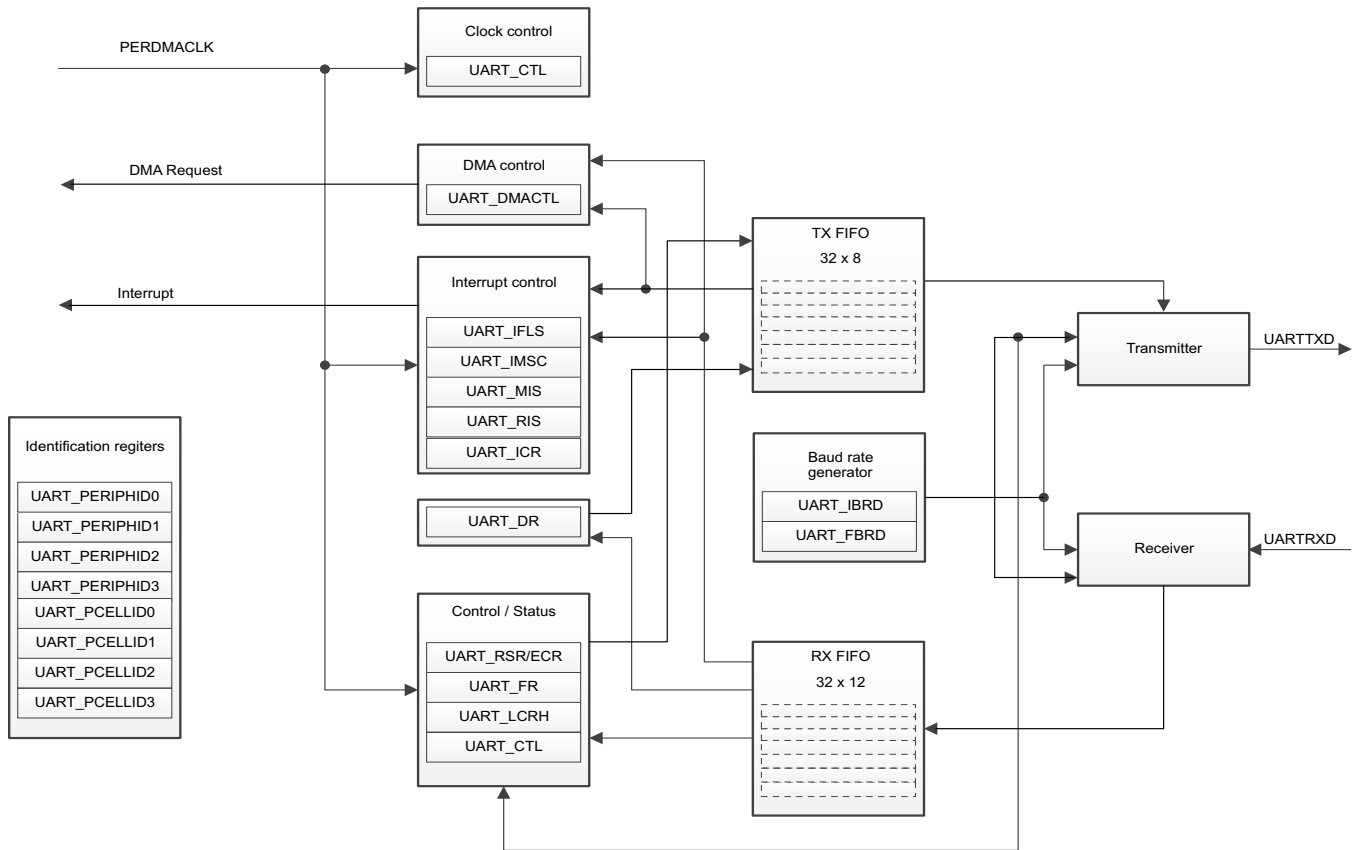 PERDMACLK
Clock control
UART_CTL
DMA Request
DMA control
UART_DMACTL
Interrupt
Interrupt control
UART_IFLS
UART_IMSC
UART_MIS
UART_RIS
UART_ICR
UART_DR
Control / Status
UART_RSR/ECR
UART_FR
UART_LCRH
UART_CTL
Identification regiters
UART_PERIPHID0
UART_PERIPHID1
UART_PERIPHID2
UART_PERIPHID3
UART_PCELLID0
UART_PCELLID1
UART_PCELLID2
UART_PCELLID3
TX FIFO
32 x 8
Baud rate
generator
UART_IBRD
UART_FBRD
RX FIFO
32 x 12
Transmitter
UARTTXD
Receiver
UARTRXD